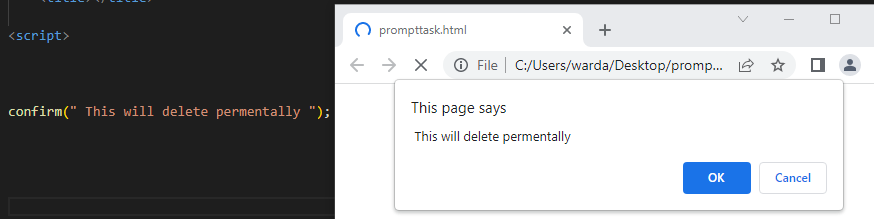 <title></title>
<script>
confirm(" This will delete permentally ");
prompttask.html
File
C:/Users/warda/Desktop/promp...
This page says
This will delete permentally
OK
Cancel